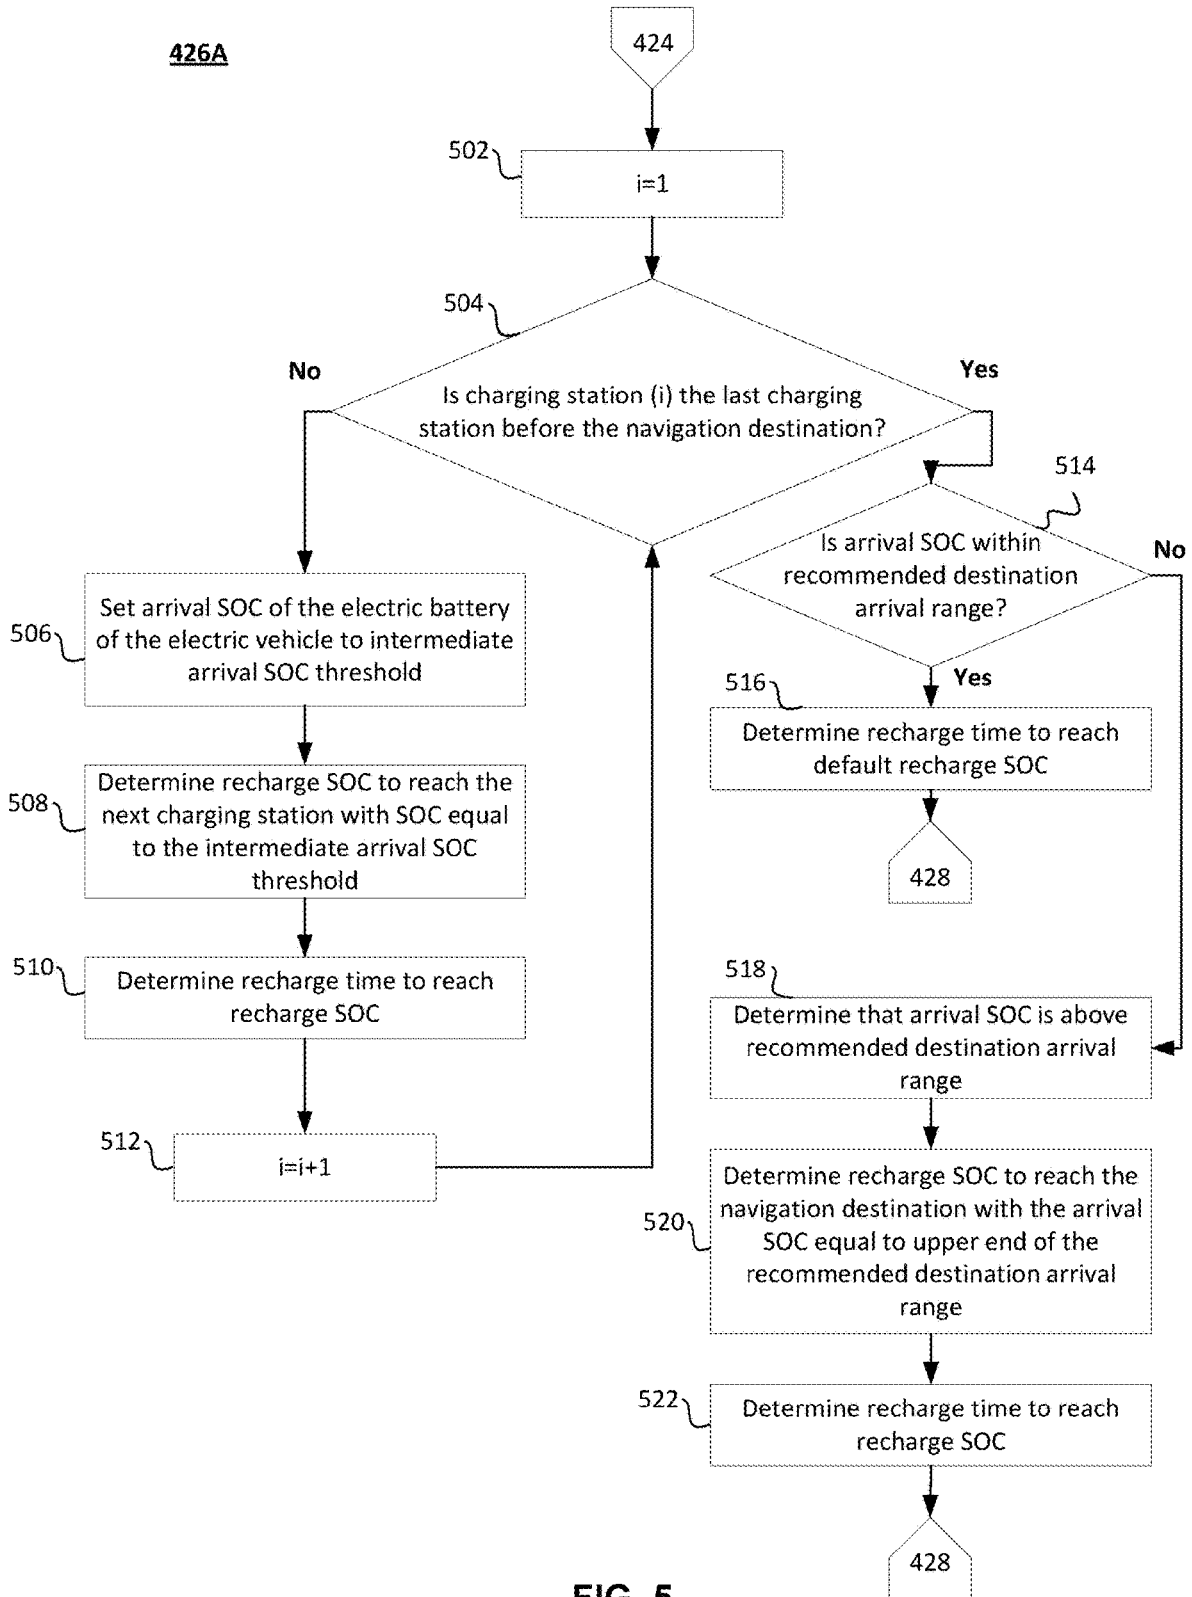 426A
424
502
i=1
504
No
Yes
Is charging station (i) the last charging
station before the navigation destination?
514
Is arrival SOC within
recommended destination
arrival range?
No
Yes
506
Set arrival SOC of the electric battery
of the electric vehicle to intermediate
arrival SOC threshold
516
Determine recharge time to reach
default recharge SOC
428
508
Determine recharge SOC to reach the
next charging station with SOC equal
to the intermediate arrival SOC
threshold
510
Determine recharge time to reach
recharge SOC
512
i=i+1
518
Determine that arrival SOC is above
recommended destination arrival
range
520
Determine recharge SOC to reach the
navigation destination with the arrival
SOC equal to upper end of the
recommended destination arrival
range
522
Determine recharge time to reach
recharge SOC
428
FIG. 5